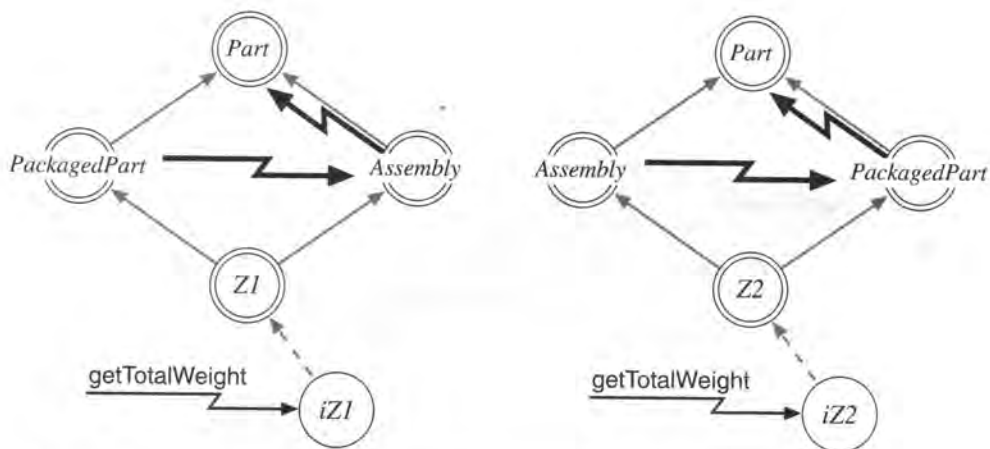 Part
PackagedPart
Assembly
Z1
getTotalWeight
iZ1
Part
Assembly
PackagedPart
Z2
getTotalWeight
iZ2